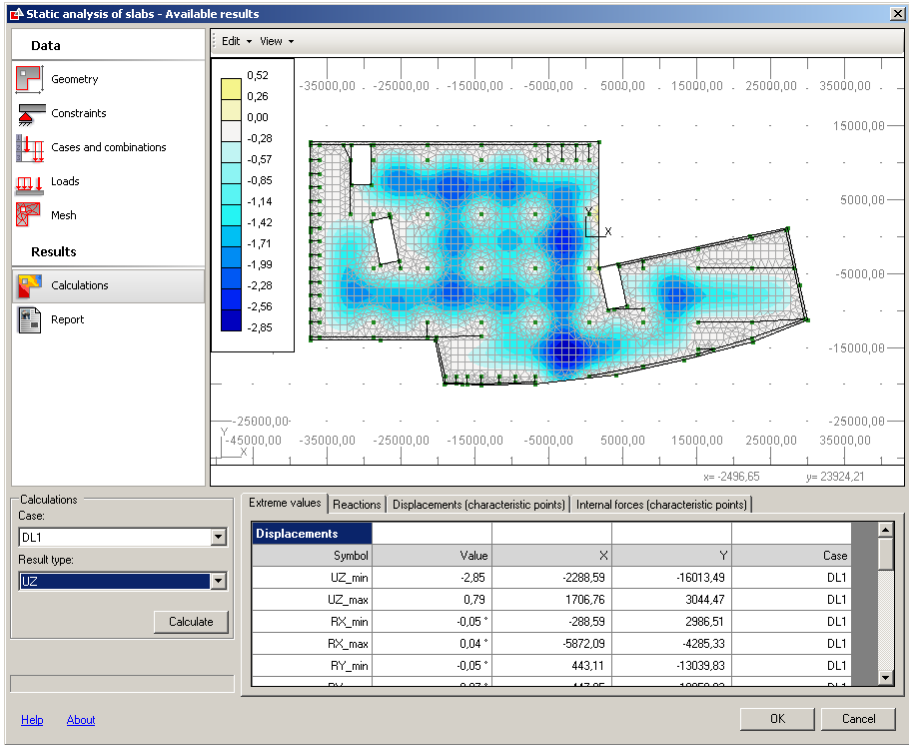 Static analysis of slabs - Available results
Data
Geometry
Constraints
Cases and combinations
Loads
Mesh
Results
Calculations
Report
Edit View
0,52
0,26
0,00
-0,28
-0,57
-0,85
-1,14
-1,42
-1,71
-1,99
-2,28
-2,56
-2,85
-35000,00 -25000,00 -15000,00 -5000,00 5000,00 15000,00 25000,00 35000,00
15000,00
5000,00
-5000,00
-15000,00
-25000,00 -25000,00
Y X
Y
X
-45000,00 -35000,00 -25000,00 -15000,00 -5000,00 5000,00 15000,00 25000,00 35000,00
x= -2496,65 y= 23924,21
Calculations
Case:
DL1
Result type:
UZ
Calculate
Extreme values Reactions Displacements (characteristic points) Internal forces (characteristic points)
Displacements
Symbol Value X Y Case
UZ_min -2,85 -2288,59 -16013,49 DL1
UZ_max 0,79 1706,76 3044,47 DL1
RX_min -0,05 ° -288,59 2986,51 DL1
RX_max 0,04 ° -5872,09 -4285,33 DL1
RY_min -0,05 ° 443,11 -13039,83 DL1
Help About
OK Cancel